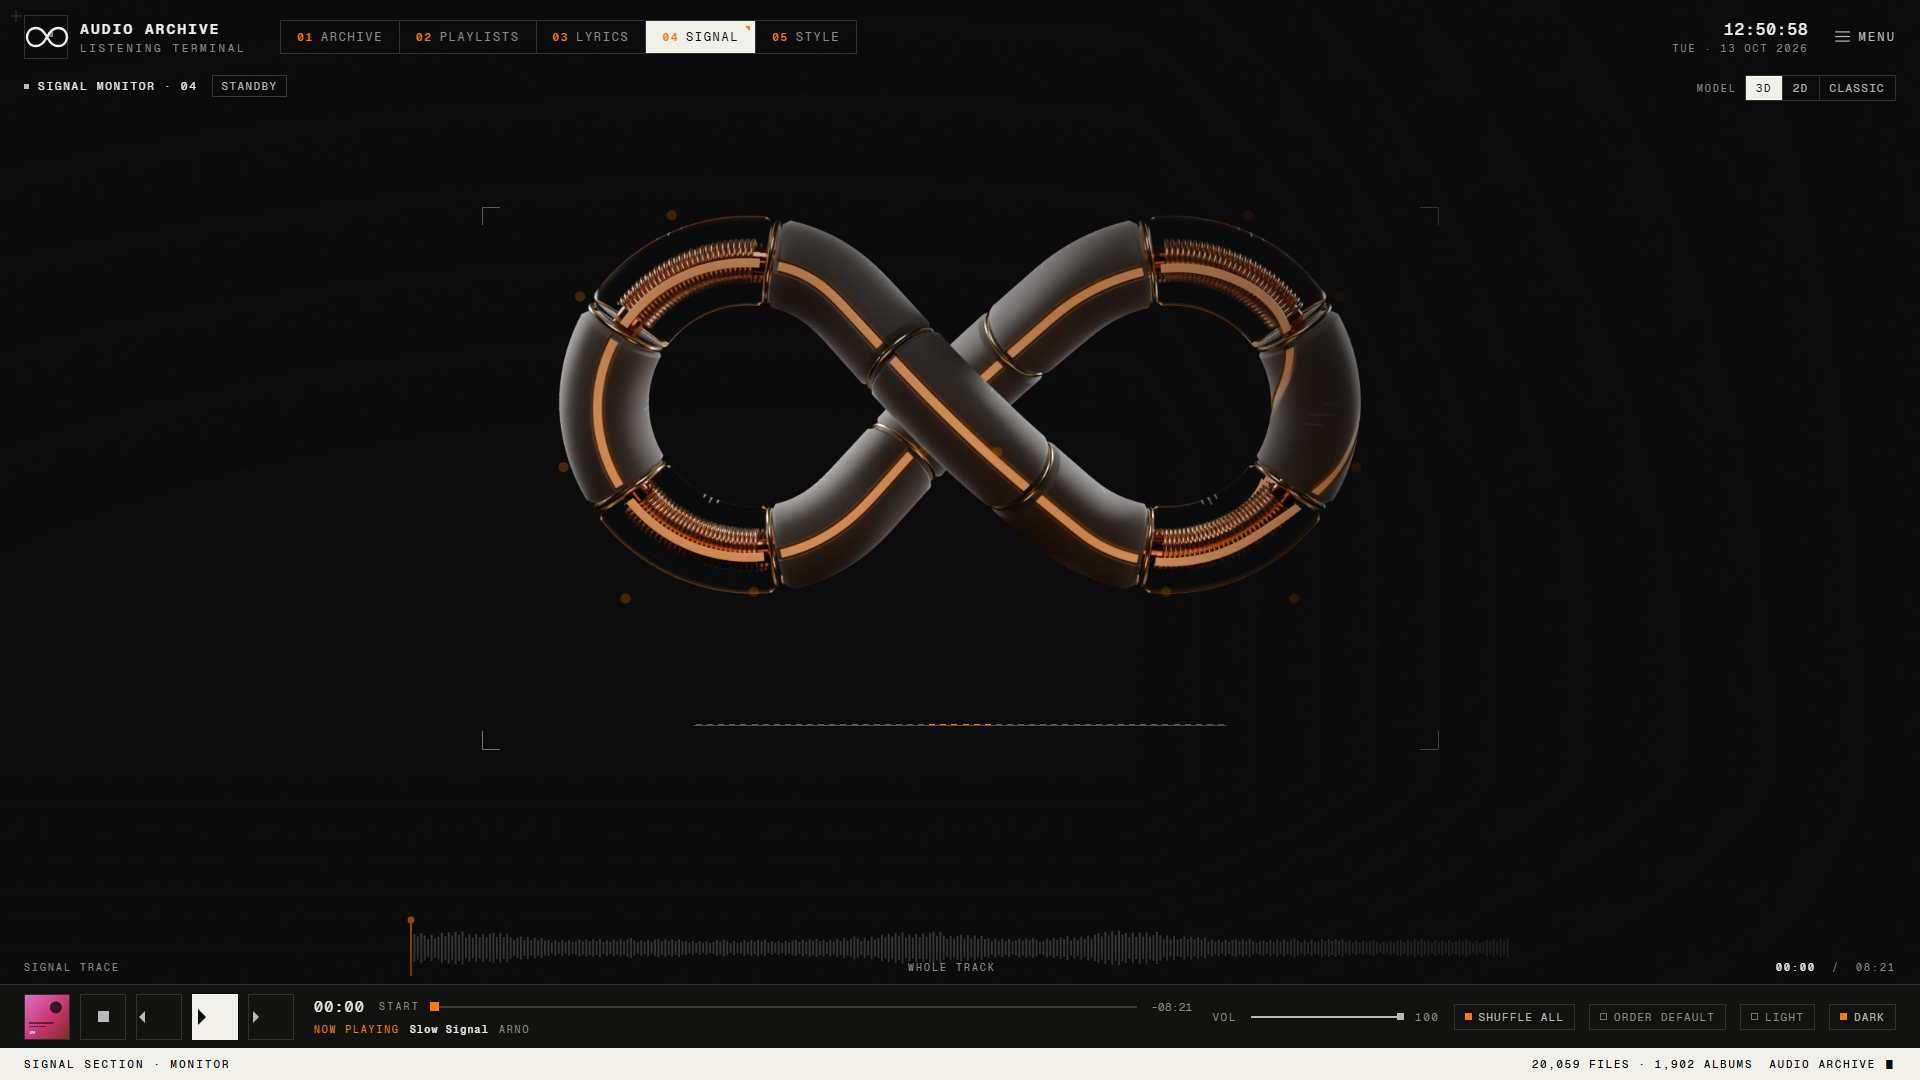 AUDIO ARCHIVE
LISTENING TERMINAL
01 ARCHIVE
02 PLAYLISTS
03 LYRICS
04 SIGNAL
05 STYLE
12:50:58
TUE · 13 OCT 2026
MENU
SIGNAL MONITOR · 04
STANDBY
MODEL
3D
2D
CLASSIC
SIGNAL TRACE
WHOLE TRACK
00:00 / 08:21
00:00
START
-08:21
NOW PLAYING Slow Signal ARNO
VOL
100
SHUFFLE ALL
ORDER DEFAULT
LIGHT
DARK
SIGNAL SECTION · MONITOR
20,059 FILES · 1,902 ALBUMS
AUDIO ARCHIVE